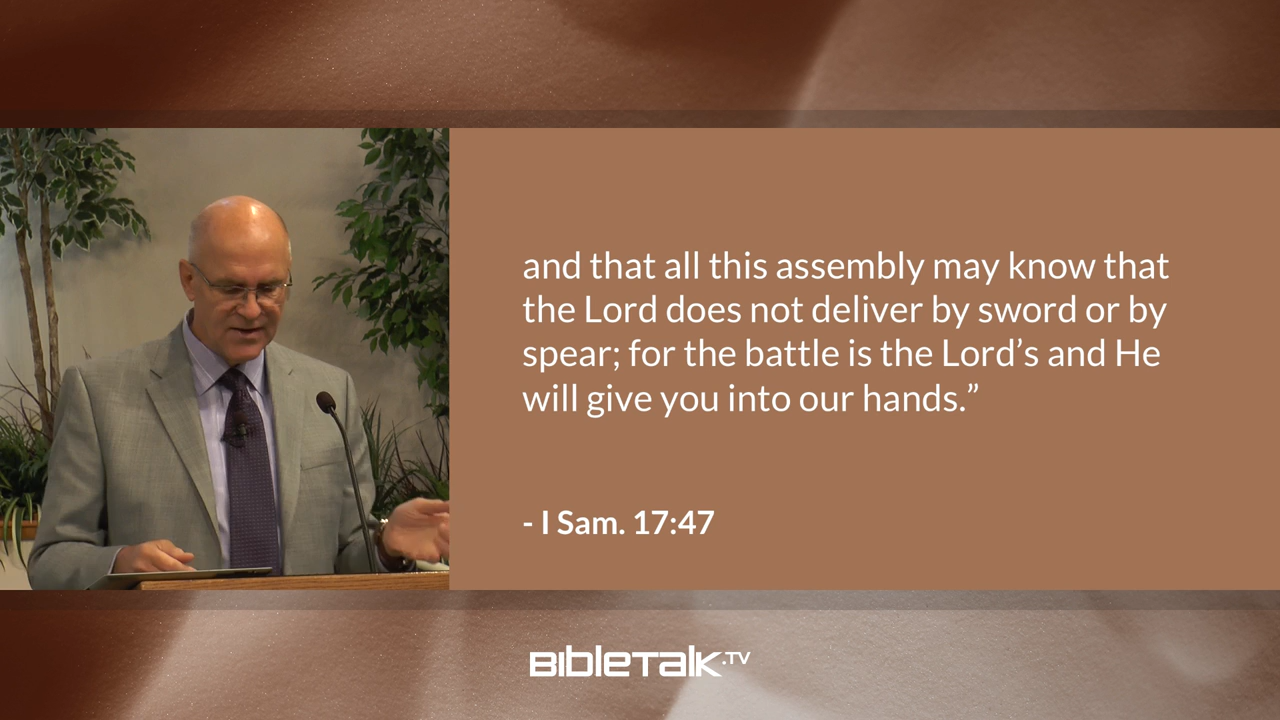 and that all this assembly may know that
the Lord does not deliver by sword or by
spear; for the battle is the Lord’s and He
will give you into our hands.”
- I Sam. 17:47
BibleTalk.TV